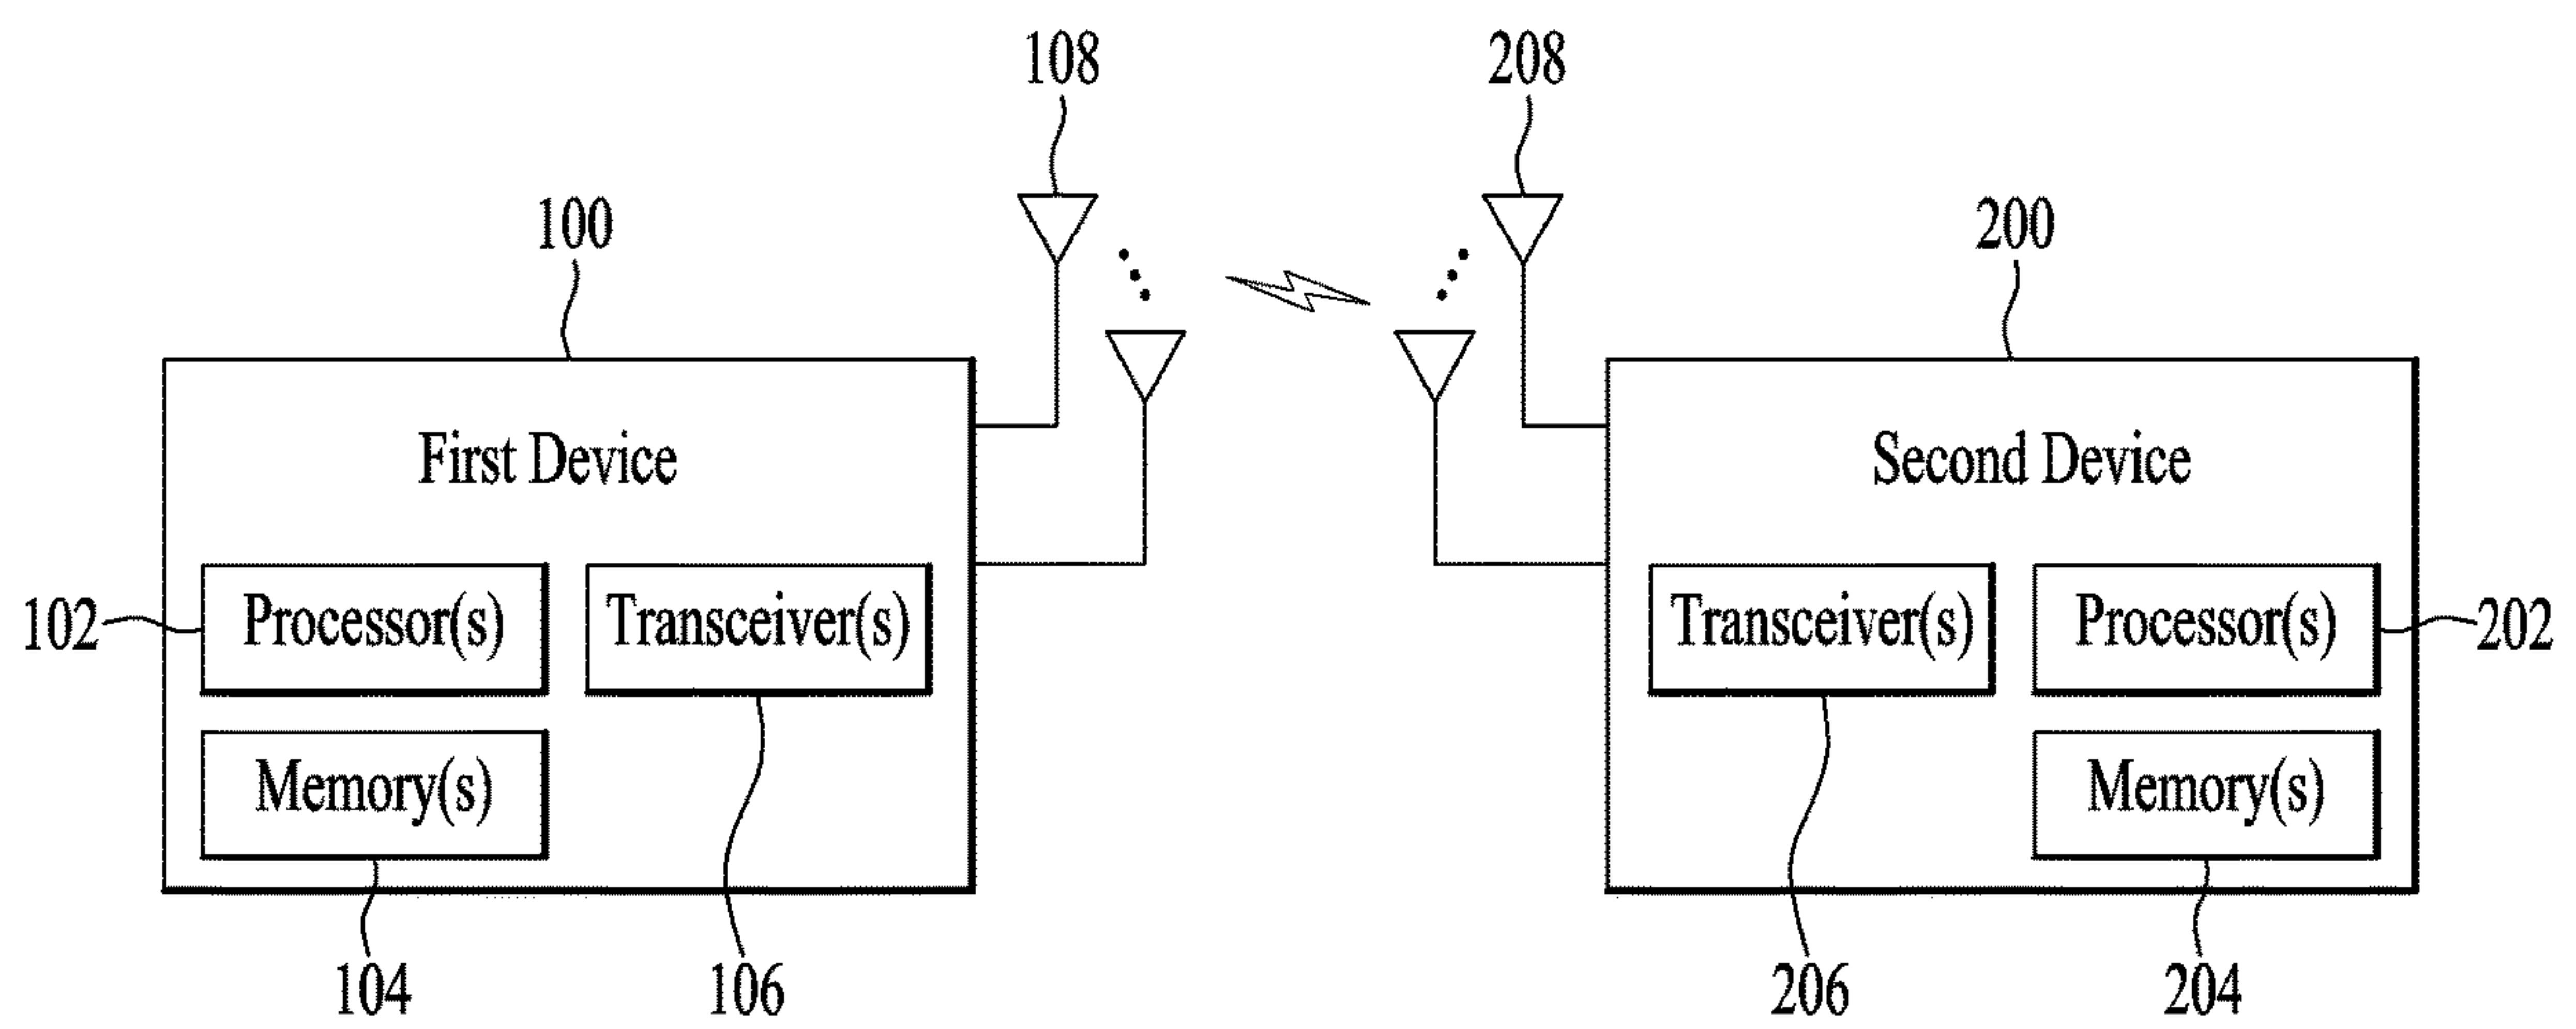 108
208
100
200
First Device
Second Device
102
Processor(s)
Transceiver(s)
Transceiver(s)
Processor(s)
202
Memory(s)
Memory(s)
104
106
206
204